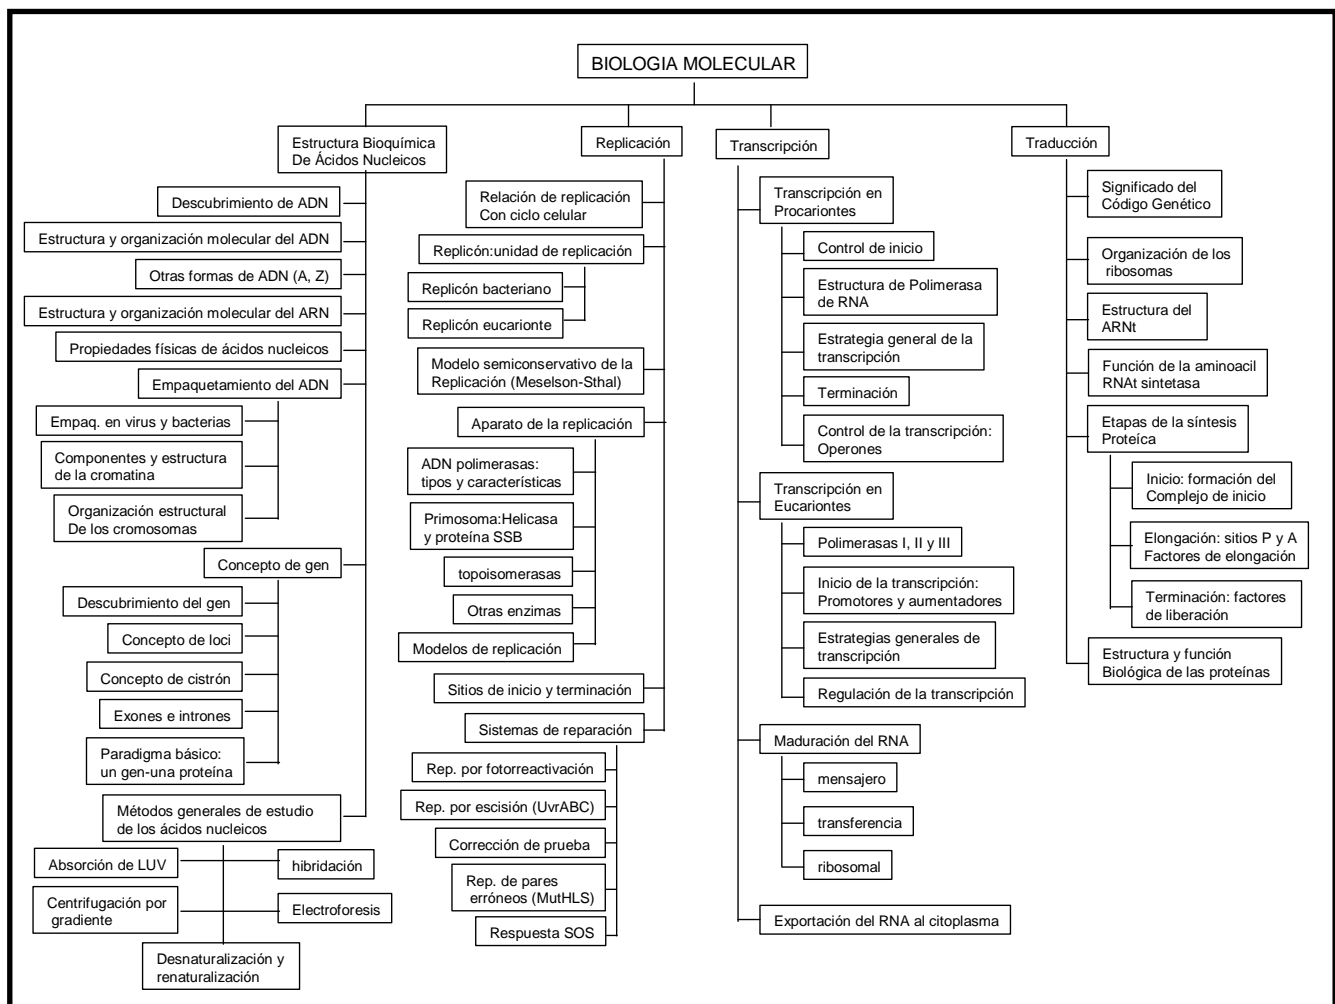 BIOLOGIA MOLECULAR
Estructura Bioquímica
De Ácidos Nucleicos
Descubrimiento de ADN
Estructura y organización molecular del ADN
Otras formas de ADN (A, Z)
Estructura y organización molecular del ARN
Propiedades físicas de ácidos nucleicos
Empaquetamiento del ADN
Empaq. en virus y bacterias
Componentes y estructura
de la cromatina
Organización estructural
De los cromosomas
Concepto de gen
Descubrimiento del gen
Concepto de loci
Concepto de cistrón
Exones e intrones
Paradigma básico:
un gen-una proteína
Métodos generales de estudio
de los ácidos nucleicos
Absorción de LUV
hibridación
Centrifugación por
gradiente
Electroforesis
Desnaturalización y
renaturalización
Replicación
Relación de replicación
Con ciclo celular
Replicón:unidad de replicación
Replicón bacteriano
Replicón eucarionte
Modelo semiconservativo de la
Replicación (Meselson-Sthal)
Aparato de la replicación
ADN polimerasas:
tipos y características
Primosoma:Helicasa
y proteína SSB
topoisomerasas
Otras enzimas
Modelos de replicación
Sitios de inicio y terminación
Sistemas de reparación
Rep. por fotorreactivación
Rep. por escisión (UvrABC)
Corrección de prueba
Rep. de pares
erróneos (MutHLS)
Respuesta SOS
Transcripción
Transcripción en
Procariontes
Control de inicio
Estructura de Polimerasa
de RNA
Estrategia general de la
transcripción
Terminación
Control de la transcripción:
Operones
Transcripción en
Eucariontes
Polimerasas I, II y III
Inicio de la transcripción:
Promotores y aumentadores
Estrategias generales de
transcripción
Regulación de la transcripción
Maduración del RNA
mensajero
transferencia
ribosomal
Exportación del RNA al citoplasma
Traducción
Significado del
Código Genético
Organización de los
ribosomas
Estructura del
ARNt
Función de la aminoacil
RNAt sintetasa
Etapas de la síntesis
Proteíca
Inicio: formación del
Complejo de inicio
Elongación: sitios P y A
Factores de elongación
Terminación: factores
de liberación
Estructura y función
Biológica de las proteínas